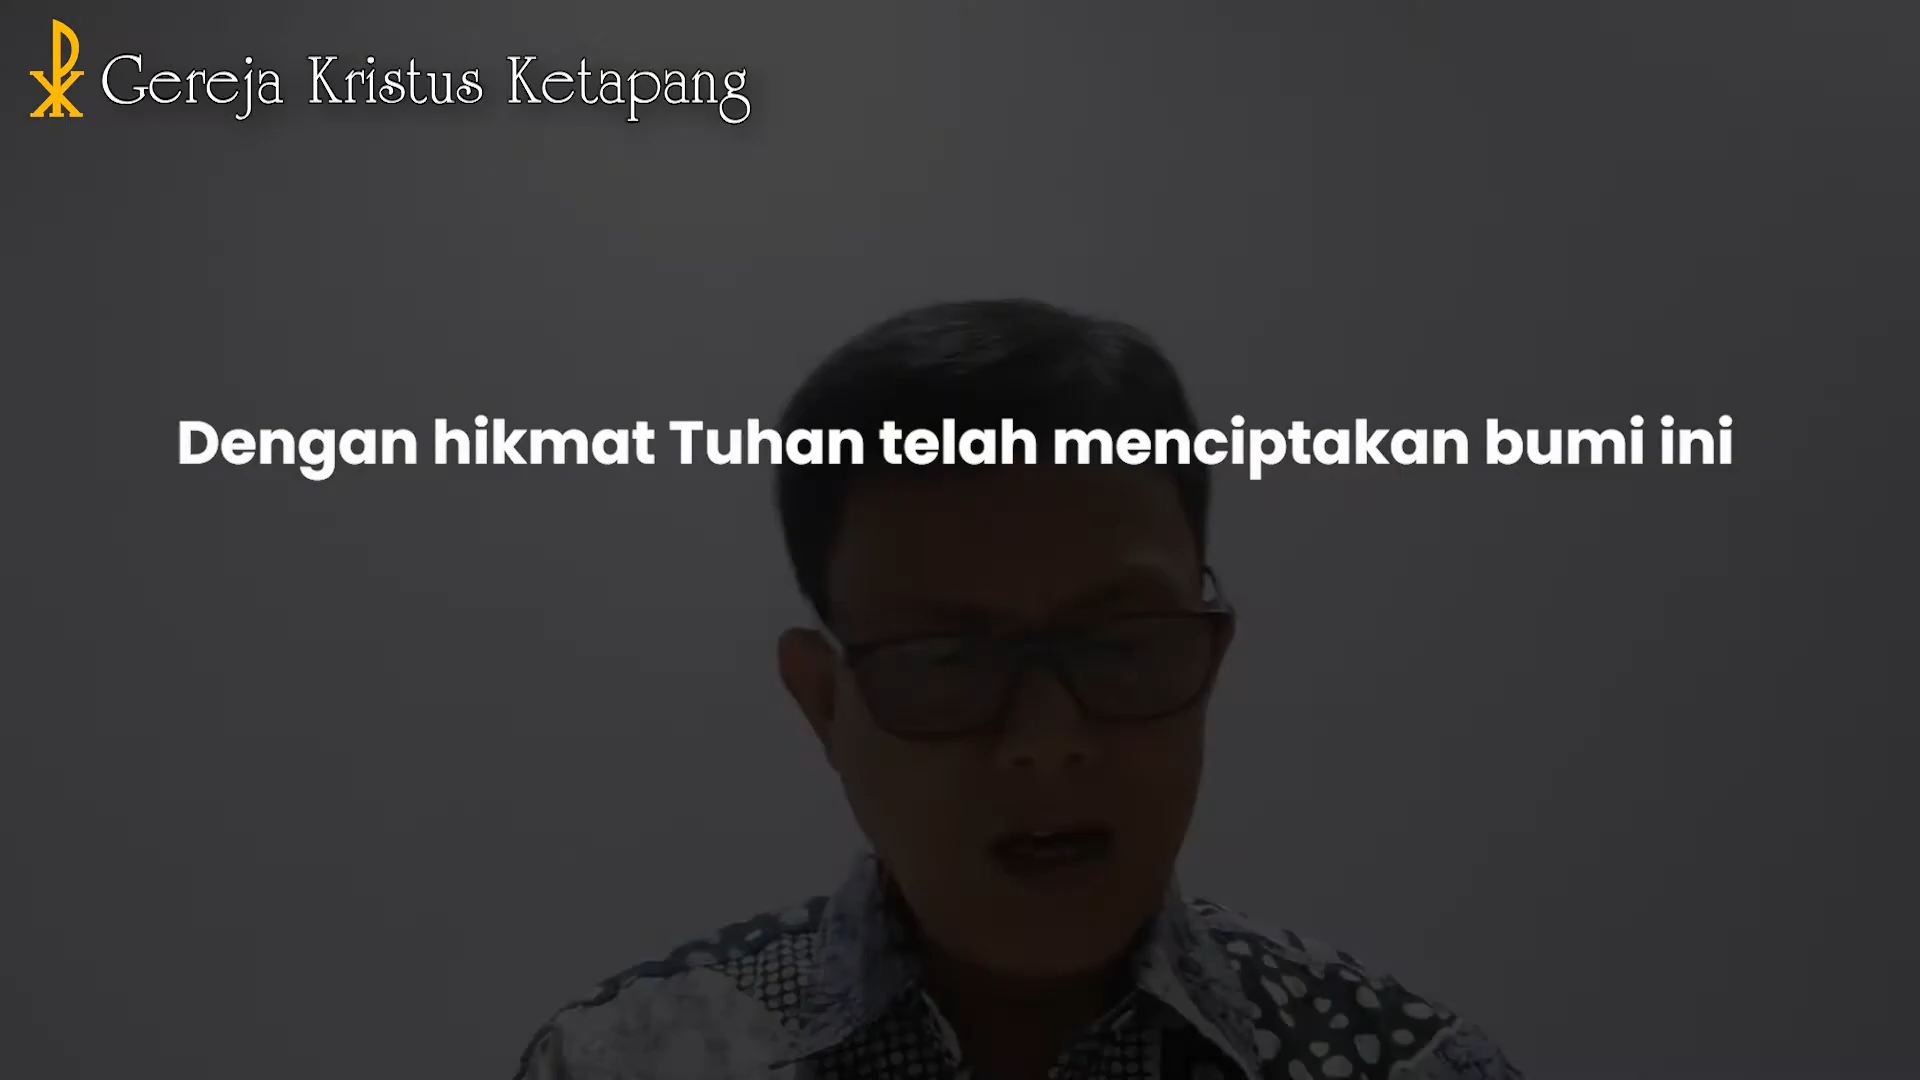 Gereja Kristus Ketapang
Dengan hikmat Tuhan telah menciptakan bumi ini